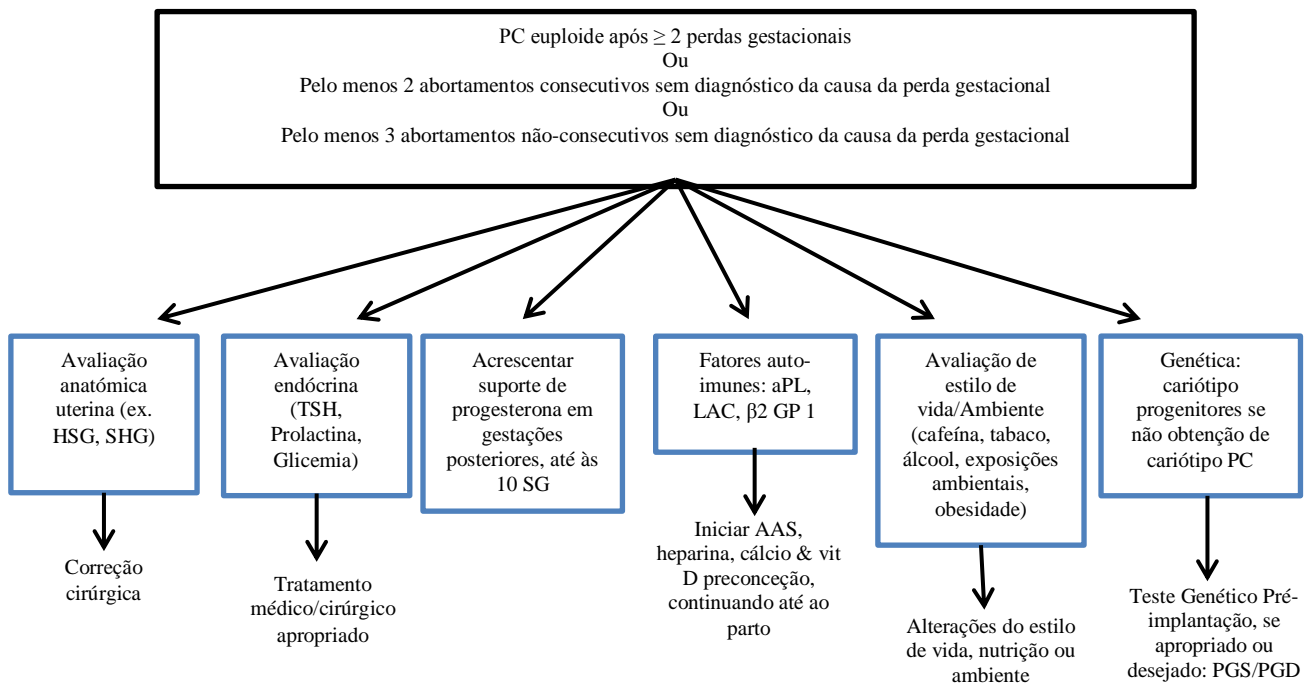 PC euploide após ≥ 2 perdas gestacionais
Ou
Pelo menos 2 abortamentos consecutivos sem diagnóstico da causa da perda gestacional
Ou
Pelo menos 3 abortamentos não-consecutivos sem diagnóstico da causa da perda gestacional
Avaliação
anatómica
uterina (ex.
HSG, SHG)
Correção
cirúrgica
Avaliação
endócrina
(TSH,
Prolactina,
Glicemia)
Tratamento
médico/cirúrgico
apropriado
Acrescentar
suporte de
progesterona em
gestações
posteriores, até às
10 SG
Fatores auto-
imunes: aPL,
LAC, β2 GP 1
Iniciar AAS,
heparina, cálcio & vit
D preconceção,
continuando até ao
parto
Avaliação de
estilo de
vida/Ambiente
(cafeína, tabaco,
álcool, exposições
ambientais,
obesidade)
Alterações do estilo
de vida, nutrição ou
ambiente
Genética:
cariótipo
progenitores se
não obtenção de
cariótipo PC
Teste Genético Pré-
implantação, se
apropriado ou
desejado: PGS/PGD